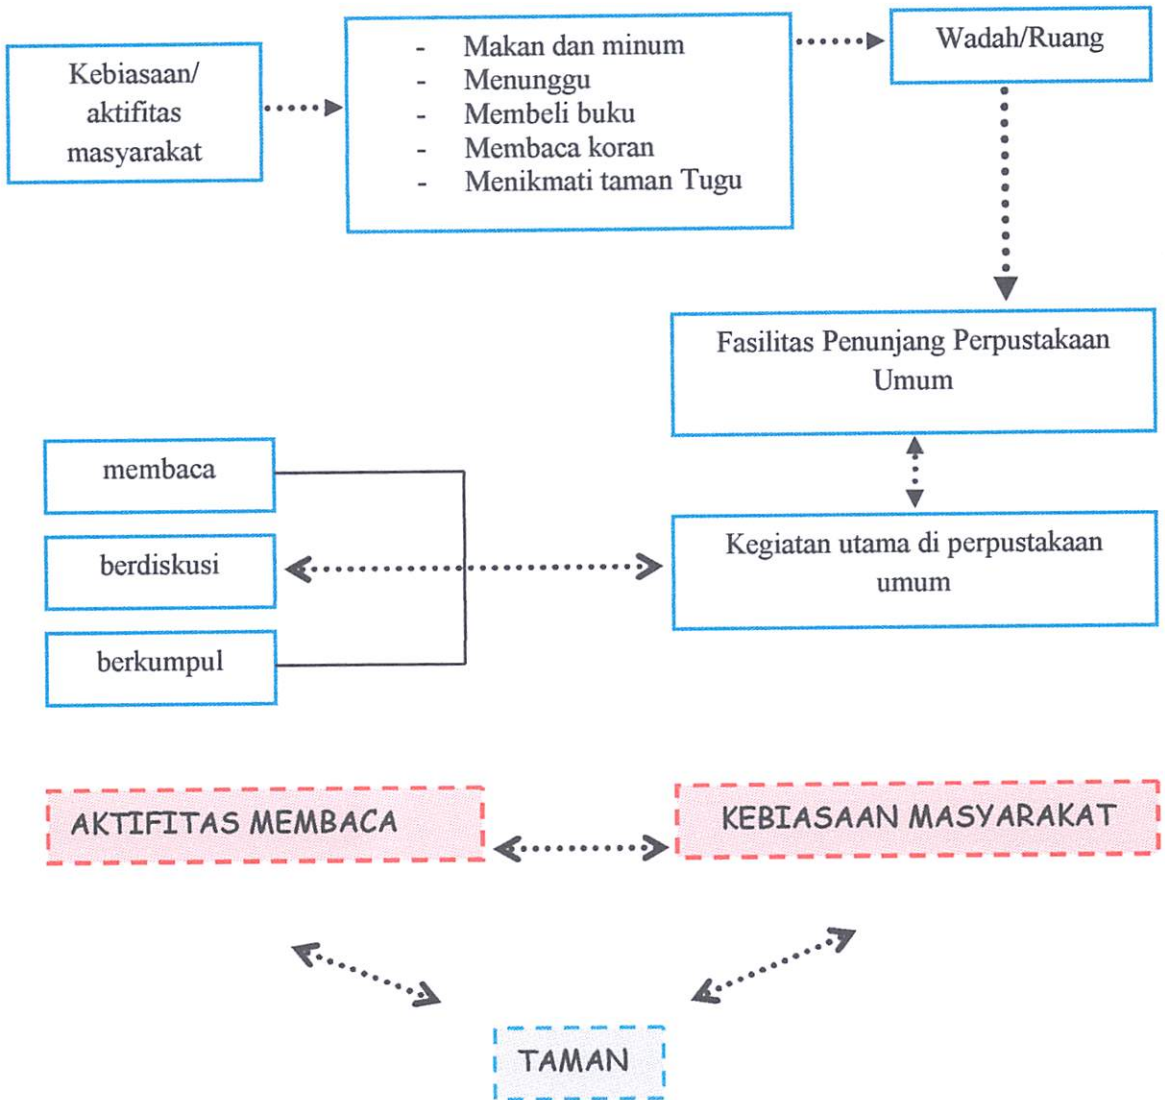 Kebiasaan/
aktifitas
masyarakat
- Makan dan minum
- Menunggu
- Membeli buku
- Membaca koran
- Menikmati taman Tugu
Wadah/Ruang
Fasilitas Penunjang Perpustakaan
Umum
membaca
berdiskusi
berkumpul
Kegiatan utama di perpustakaan
umum
AKTIFITAS MEMBACA
KEBIASAAN MASYARAKAT
TAMAN